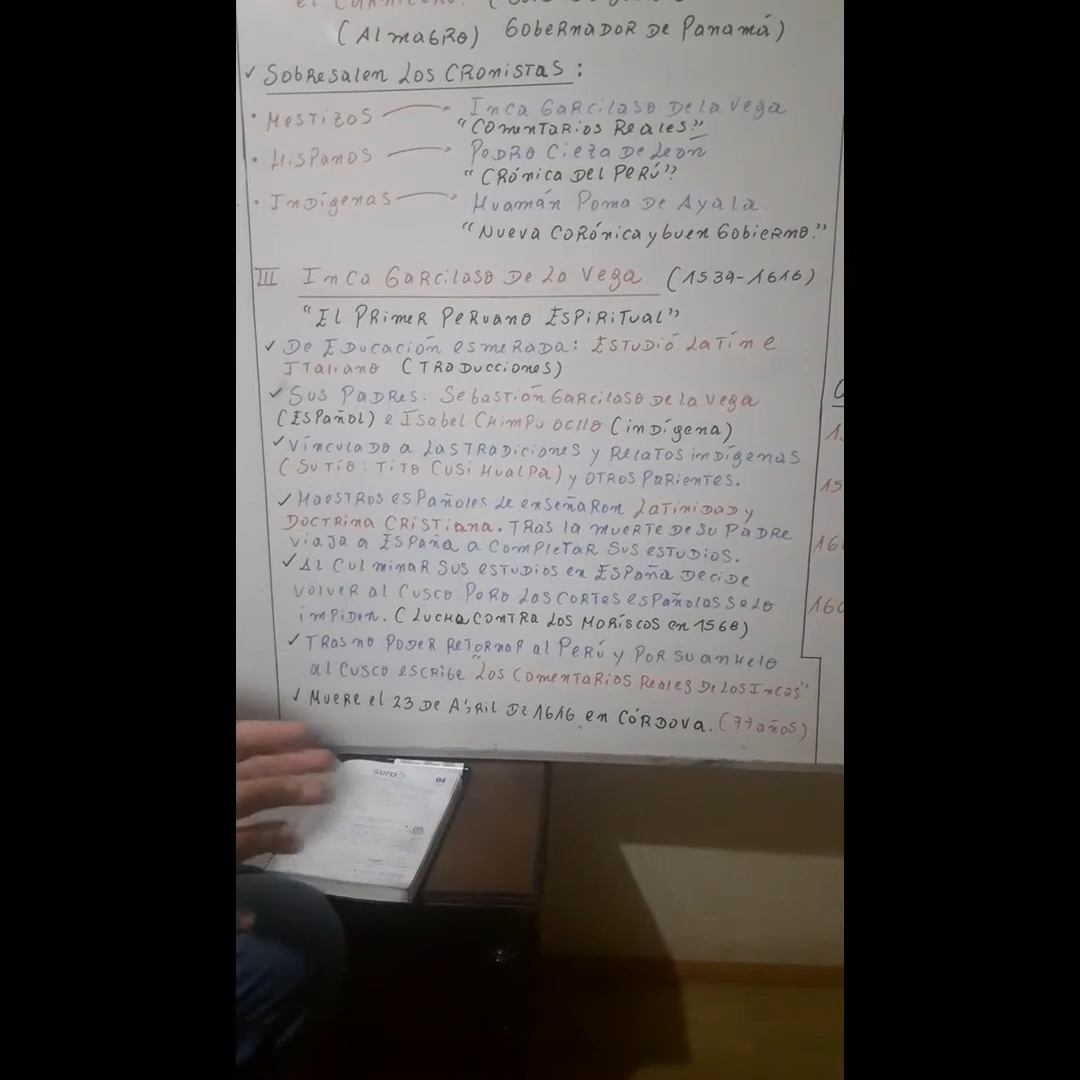 (Almagro) Gobernador de Panamá)
✓ Sobresalen los cronistas:
• Mestizos → Inca Garcilaso de la Vega
"Comentarios Reales."
• Hispanos → Pedro Cieza de León
"Crónica del Perú"
• Indígenas → Huamán Poma de Ayala.
"Nueva Corónica y buen Gobierno."
III. Inca Garcilaso de la Vega (1539-1616)
"El Primer Peruano Espiritual"
✓ De educación esmerada: Estudió latín e
Italiano (Traducciones)
✓ Sus padres: Sebastián Garcilaso de la Vega
(Español) e Isabel Chimpu Ocllo (indígena)
✓ Vínculado a las tradiciones y relatos indígenas
(Su tío: Tito Cusi Hualpa) y otros parientes.
✓ Maestros españoles le enseñaron latinidad y
doctrina cristiana. Tras la muerte de su padre
viaja a España a completar sus estudios.
✓ Al culminar sus estudios en España decide
volver al Cusco pero las cortes españolas se lo
impiden. (Lucha contra los moriscos en 1568)
✓ Tras no poder retornar al Perú y por su anhelo
al Cusco escribe "Los Comentarios Reales de los Incas"
✓ Muere el 23 de Abril de 1616 en Córdova. (77 años)
sura 04
05